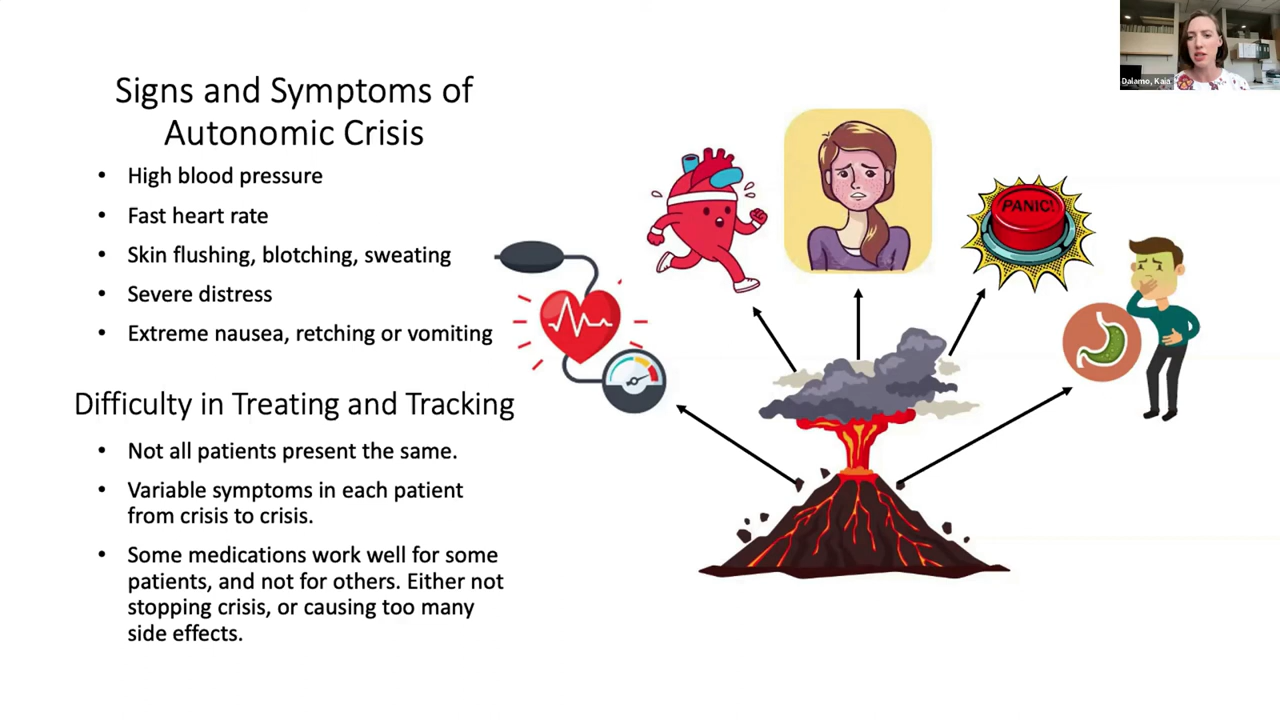 Signs and Symptoms of
Autonomic Crisis
• High blood pressure
• Fast heart rate
• Skin flushing, blotching, sweating
• Severe distress
• Extreme nausea, retching or vomiting
Difficulty in Treating and Tracking
• Not all patients present the same.
• Variable symptoms in each patient
from crisis to crisis.
• Some medications work well for some
patients, and not for others. Either not
stopping crisis, or causing too many
side effects.
PANIC!
Dalamo, Kaia